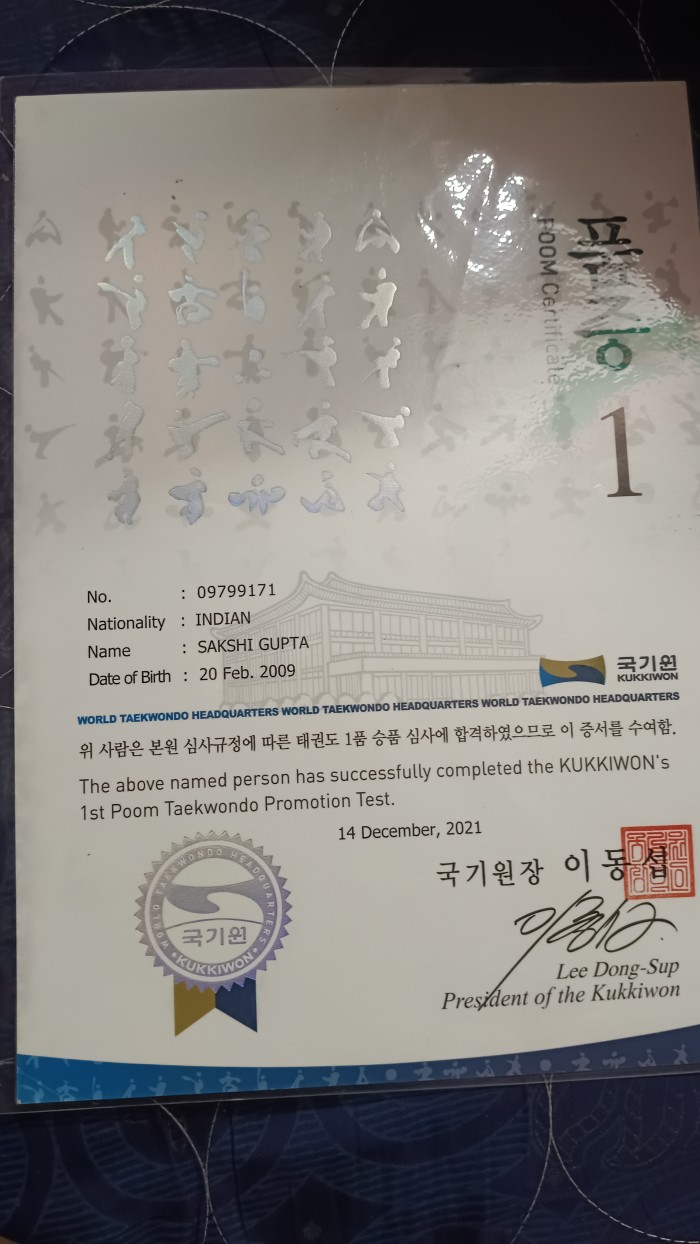 품
POOM Certificate
1
No. : 09799171
Nationality : INDIAN
Name : SAKSHI GUPTA
Date of Birth : 20 Feb. 2009
국기원
KUKKIWON
WORLD TAEKWONDO HEADQUARTERS WORLD TAEKWONDO HEADQUARTERS WORLD TAEKWONDO HEADQUARTERS
위 사람은 본원 심사규정에 따른 태권도 1품 승품 심사에 합격하였으므로 이 증서를 수여함.
The above named person has successfully completed the KUKKIWON's
1st Poom Taekwondo Promotion Test.
14 December, 2021
국기원장 이동섭
Lee Dong-Sup
President of the Kukkiwon
WORLD TAEKWONDO HEADQUARTERS
국기원
KUKKIWON